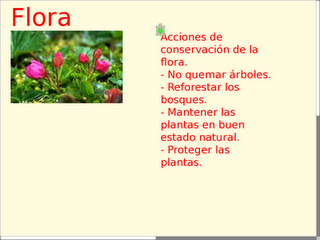 Flora
Acciones de
conservación de la
flora.
- No quemar árboles.
- Reforestar los
bosques.
- Mantener las
plantas en buen
estado natural.
- Proteger las
plantas.